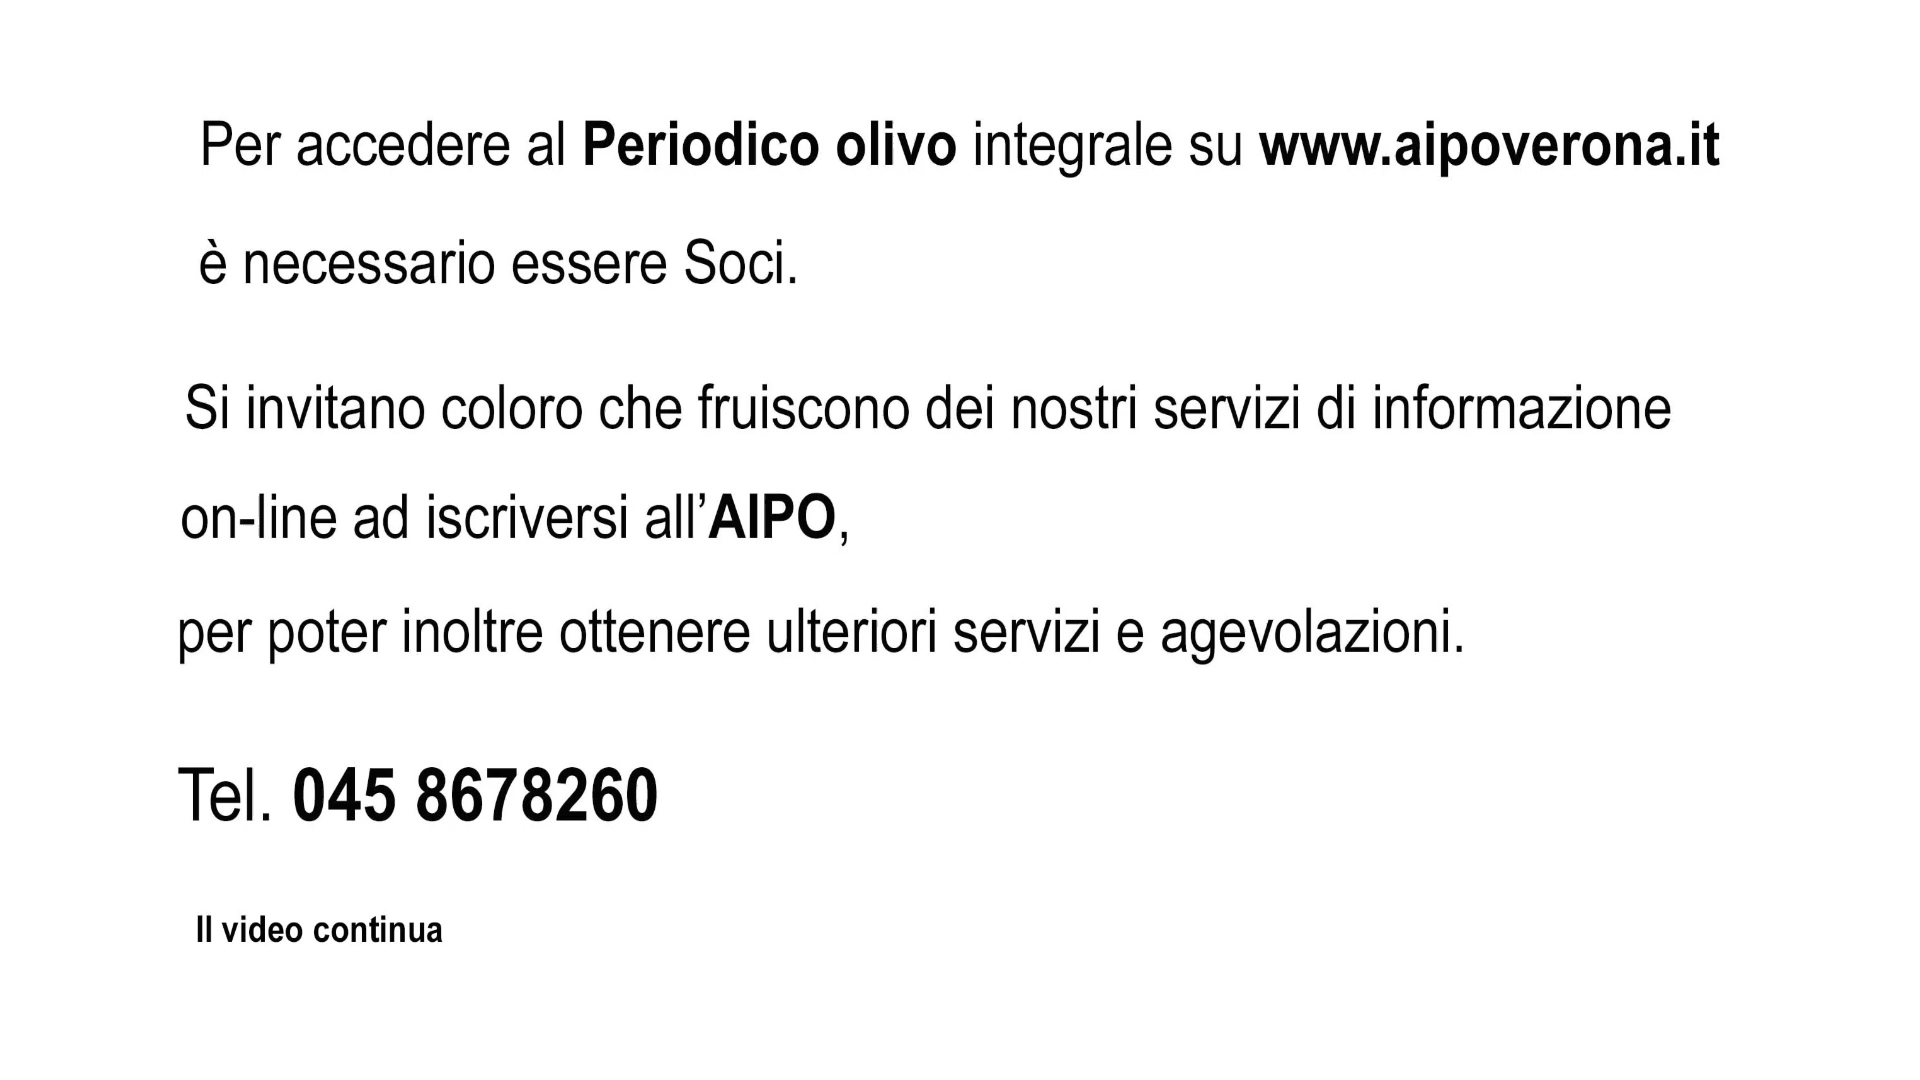 Per accedere al Periodico olivo integrale su www.aipoverona.it
è necessario essere Soci.
Si invitano coloro che fruiscono dei nostri servizi di informazione
on-line ad iscriversi all’AIPO,
per poter inoltre ottenere ulteriori servizi e agevolazioni.
Tel. 045 8678260
Il video continua